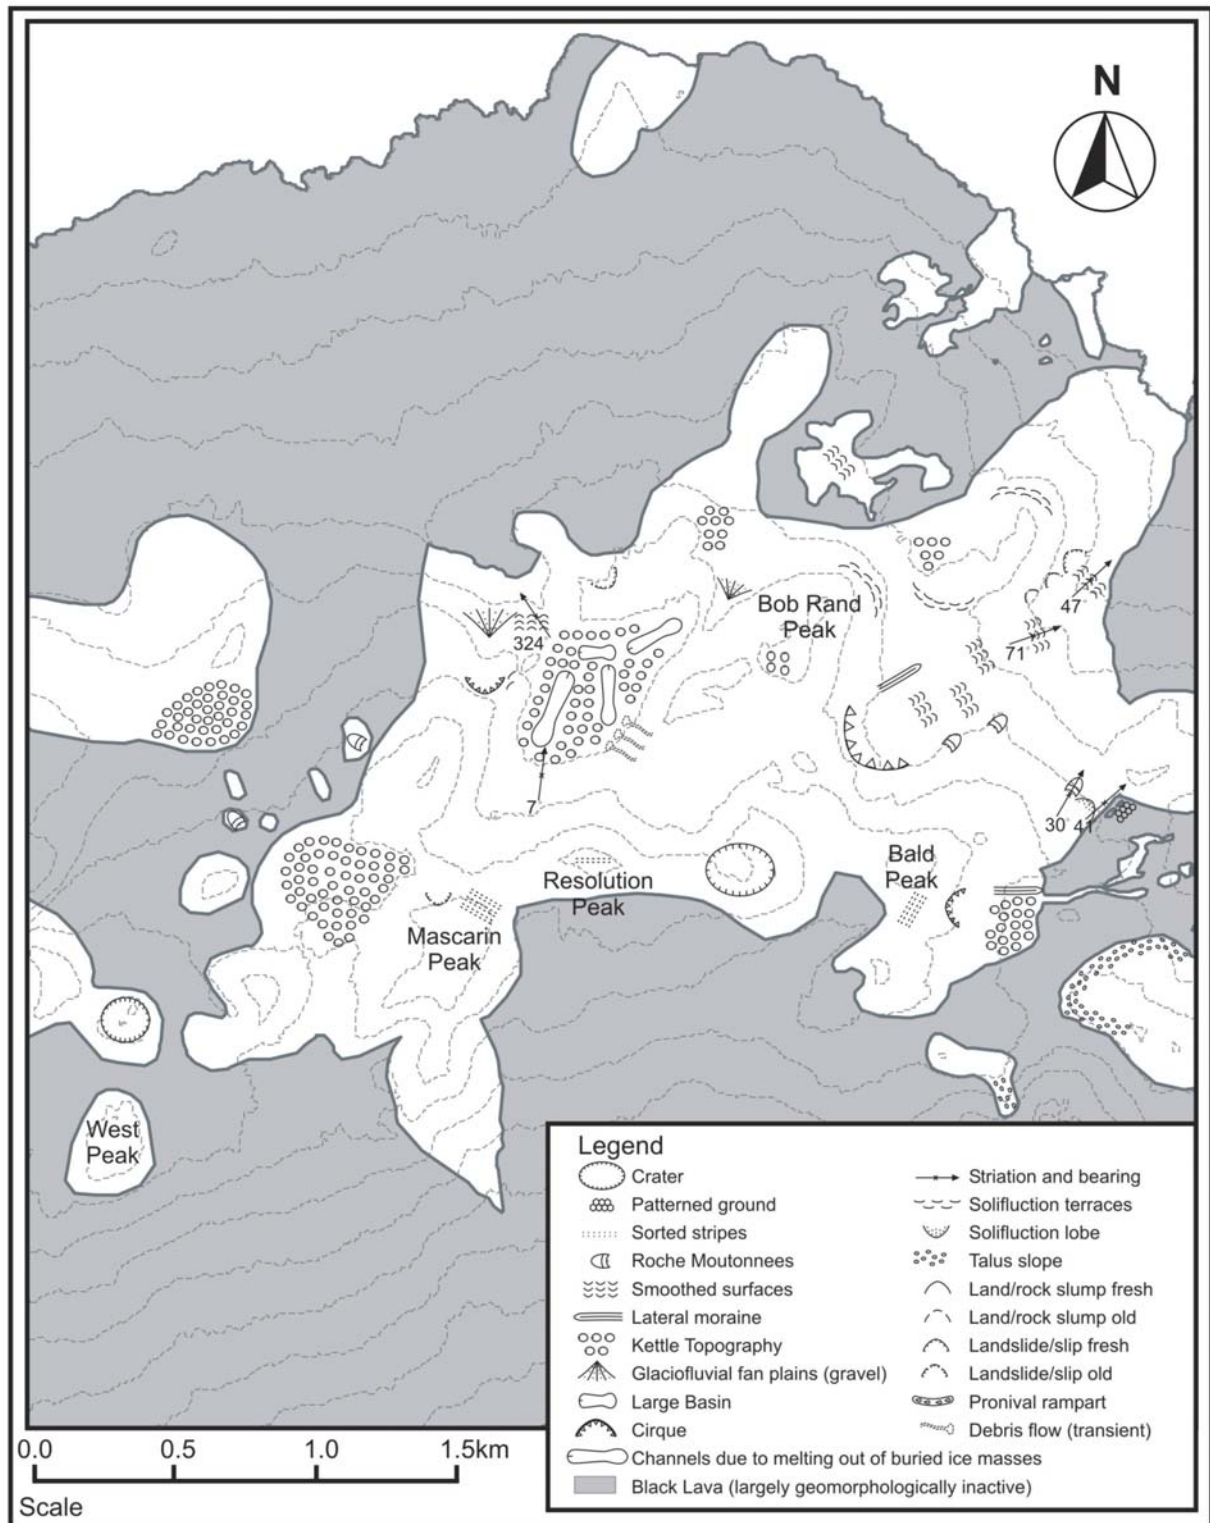 N
Bob Rand
Peak
47
71
324
7
30
41
Resolution
Peak
Bald
Peak
Mascarin
Peak
West
Peak
Legend
Crater
Patterned ground
Sorted stripes
Roche Moutonnees
Smoothed surfaces
Lateral moraine
Kettle Topography
Glaciofluvial fan plains (gravel)
Large Basin
Cirque
Channels due to melting out of buried ice masses
Black Lava (largely geomorphologically inactive)
Striation and bearing
Solifluction terraces
Solifluction lobe
Talus slope
Land/rock slump fresh
Land/rock slump old
Landslide/slip fresh
Landslide/slip old
Pronival rampart
Debris flow (transient)
0.0 0.5 1.0 1.5km
Scale